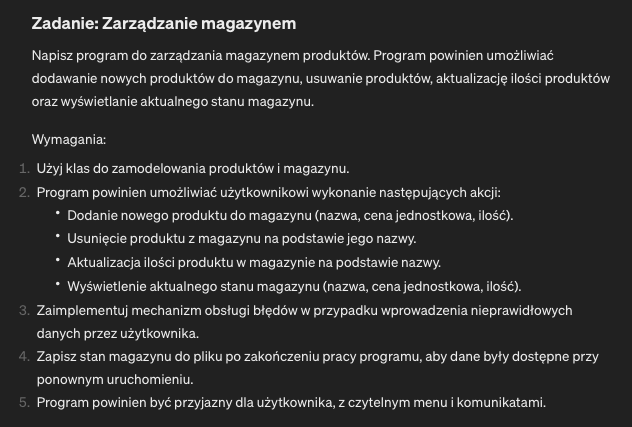 Zadanie: Zarządzanie magazynem
Napisz program do zarządzania magazynem produktów. Program powinien umożliwiać
dodawanie nowych produktów do magazynu, usuwanie produktów, aktualizację ilości produktów
oraz wyświetlanie aktualnego stanu magazynu.
Wymagania:
1. Użyj klas do zamodelowania produktów i magazynu.
2. Program powinien umożliwiać użytkownikowi wykonanie następujących akcji:
• Dodanie nowego produktu do magazynu (nazwa, cena jednostkowa, ilość).
• Usunięcie produktu z magazynu na podstawie jego nazwy.
• Aktualizacja ilości produktu w magazynie na podstawie nazwy.
• Wyświetlenie aktualnego stanu magazynu (nazwa, cena jednostkowa, ilość).
3. Zaimplementuj mechanizm obsługi błędów w przypadku wprowadzenia nieprawidłowych
danych przez użytkownika.
4. Zapisz stan magazynu do pliku po zakończeniu pracy programu, aby dane były dostępne przy
ponownym uruchomieniu.
5. Program powinien być przyjazny dla użytkownika, z czytelnym menu i komunikatami.